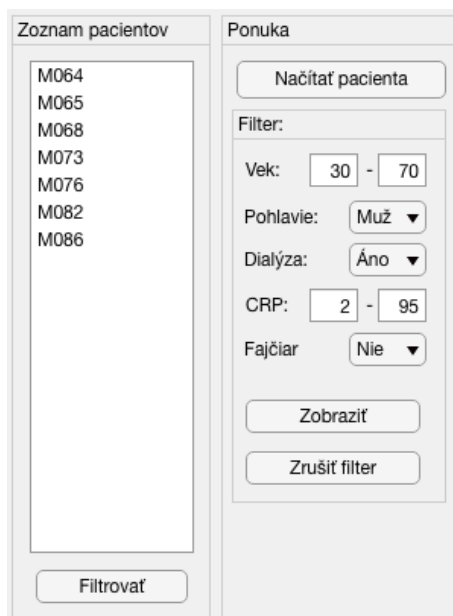 Zoznam pacientov
M064
M065
M068
M073
M076
M082
M086
Filtrovať
Ponuka
Načítať pacienta
Filter:
Vek: 30 - 70
Pohlavie: Muž
Dialýza: Áno
CRP: 2 - 95
Fajčiar Nie
Zobraziť
Zrušiť filter